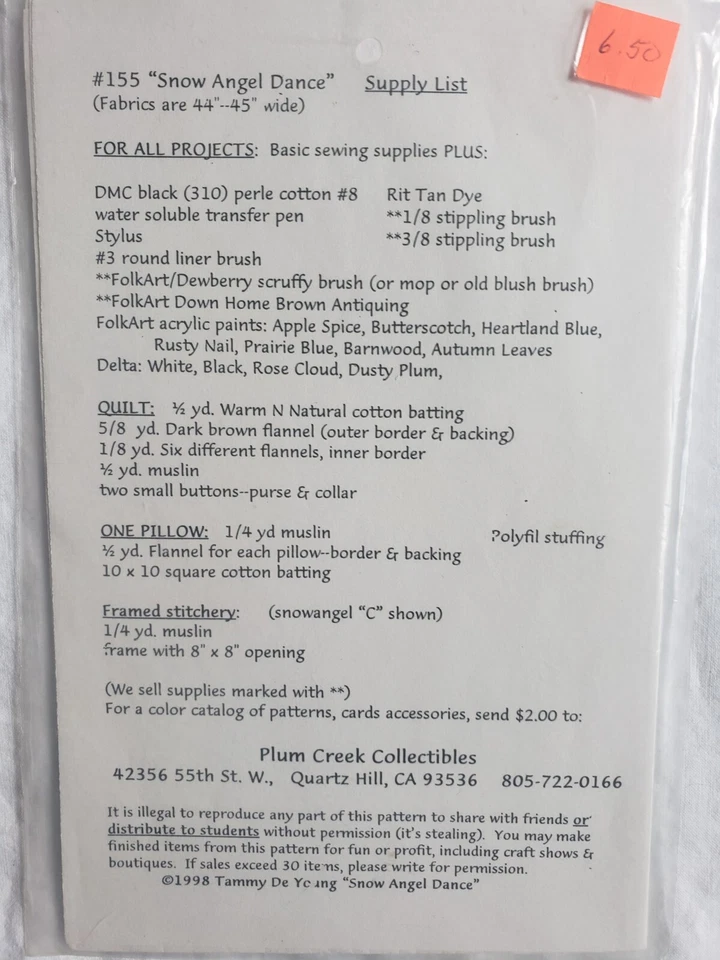 6.50
#155 “Snow Angel Dance” Supply List
(Fabrics are 44"--45" wide)
FOR ALL PROJECTS: Basic sewing supplies PLUS:
DMC black (310) perle cotton #8 Rit Tan Dye
water soluble transfer pen **1/8 stippling brush
Stylus **3/8 stippling brush
#3 round liner brush
**FolkArt/Dewberry scruffy brush (or mop or old blush brush)
**FolkArt Down Home Brown Antiquing
FolkArt acrylic paints: Apple Spice, Butterscotch, Heartland Blue,
Rusty Nail, Prairie Blue, Barnwood, Autumn Leaves
Delta: White, Black, Rose Cloud, Dusty Plum,
QUILT: ½ yd. Warm N Natural cotton batting
5/8 yd. Dark brown flannel (outer border & backing)
1/8 yd. Six different flannels, inner border
½ yd. muslin
two small buttons--purse & collar
ONE PILLOW: 1/4 yd muslin Polyfil stuffing
½ yd. Flannel for each pillow--border & backing
10 x 10 square cotton batting
Framed stitchery: (snowangel “C” shown)
1/4 yd. muslin
frame with 8" x 8" opening
(We sell supplies marked with **)
For a color catalog of patterns, cards accessories, send $2.00 to:
Plum Creek Collectibles
42356 55th St. W., Quartz Hill, CA 93536 805-722-0166
It is illegal to reproduce any part of this pattern to share with friends or
distribute to students without permission (it’s stealing). You may make
finished items from this pattern for fun or profit, including craft shows &
boutiques. If sales exceed 30 items, please write for permission.
©1998 Tammy De Young “Snow Angel Dance”